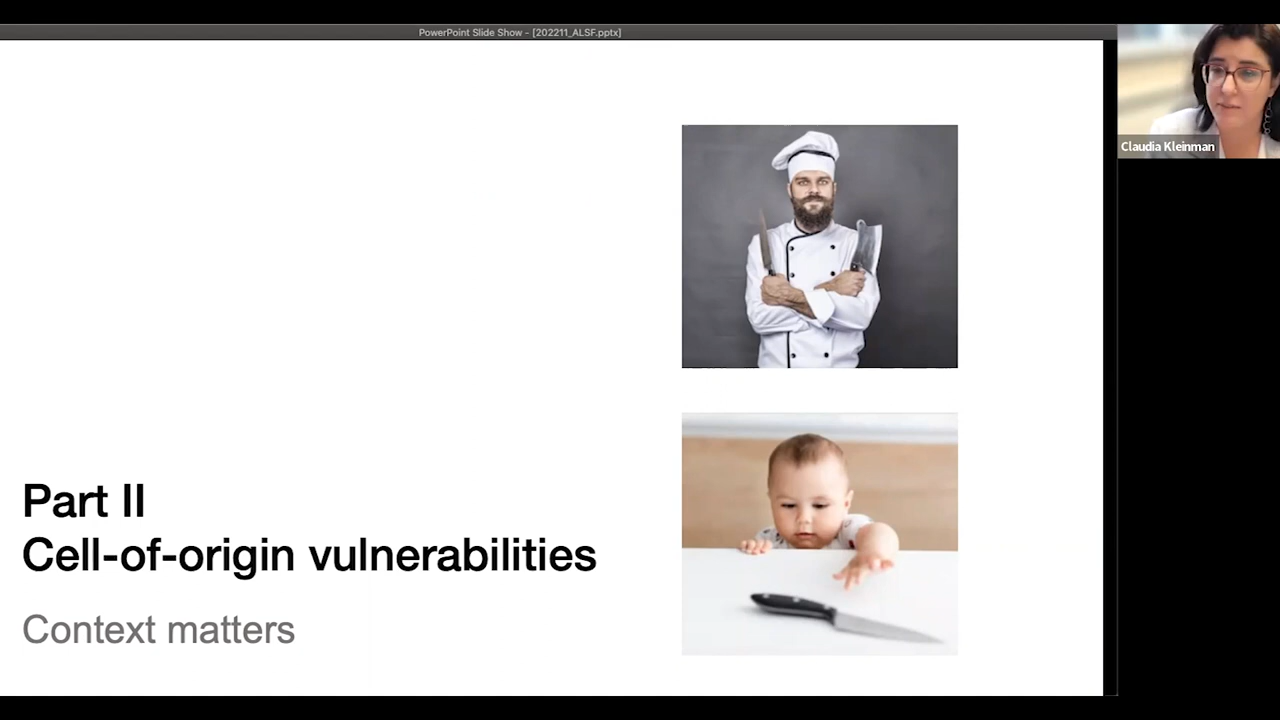 PowerPoint Slide Show - [202211_ALSF.pptx]
Claudia Kleinman
Part II
Cell-of-origin vulnerabilities
Context matters